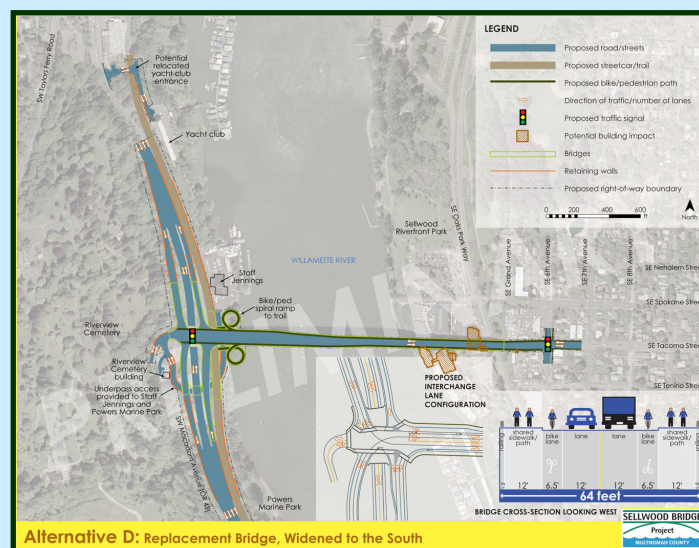 LEGEND
Proposed road/streets
Proposed streetcar/trail
Proposed bike/pedestrian path
Direction of traffic/number of lanes
Proposed traffic signal
Potential building impact
Bridges
Retaining walls
Proposed right-of-way boundary
0 200 400 600
ft
North
SW Taylors Ferry Road
Potential
relocated
yacht club
entrance
Yacht club
Sellwood
Riverfront Park
SE Oaks Park Way
SE Grand Avenue
SE 6th Avenue
SE 7th Avenue
SE 8th Avenue
WILLAMETTE RIVER
SE Nehalem Stree
SE Spokane Stree
SE Tacoma Stree
SE Tenino Stree
Staff
Jennings
Bike/ped
spiral ramp
to trail
Riverview
Cemetery
Riverview
Cemetery
building
Underpass access
provided to Staff
Jennings and
Powers Marine Park
SW Macadam Avenue (OR 43)
Powers
Marine Park
PROPOSED
INTERCHANGE
LANE
CONFIGURATION
railing
shared
sidewalk/
path
bike
lane
lane
lane
bike
lane
shared
sidewalk/
path
railing
12' 6.5' 12' 12' 6.5' 12'
64 feet
BRIDGE CROSS-SECTION LOOKING WEST
SELLWOOD BRIDGE
Project
MULTNOMAH COUNTY
Alternative D: Replacement Bridge, Widened to the South